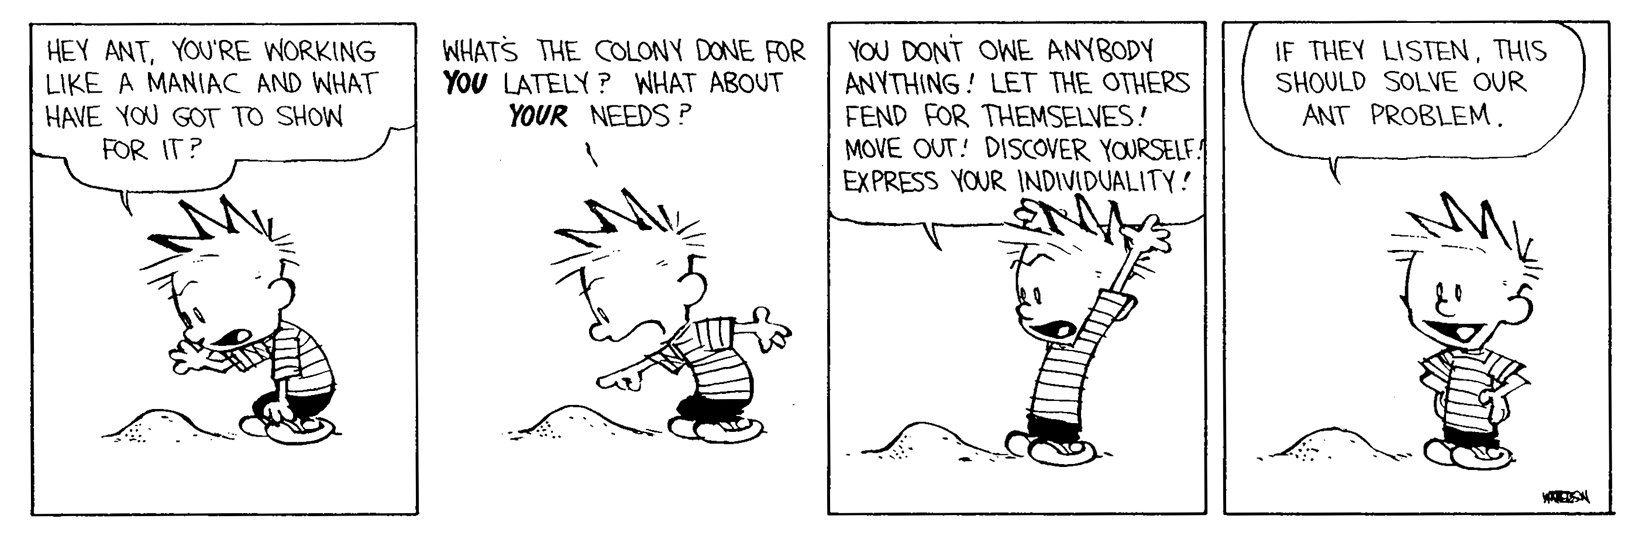 HEY ANT, YOU'RE WORKING
LIKE A MANIAC AND WHAT
HAVE YOU GOT TO SHOW
FOR IT?
WHAT'S THE COLONY DONE FOR
YOU LATELY? WHAT ABOUT
YOUR NEEDS?
YOU DON'T OWE ANYBODY
ANYTHING! LET THE OTHERS
FEND FOR THEMSELVES!
MOVE OUT! DISCOVER YOURSELF!
EXPRESS YOUR INDIVIDUALITY!
IF THEY LISTEN, THIS
SHOULD SOLVE OUR
ANT PROBLEM.
WATTERSON